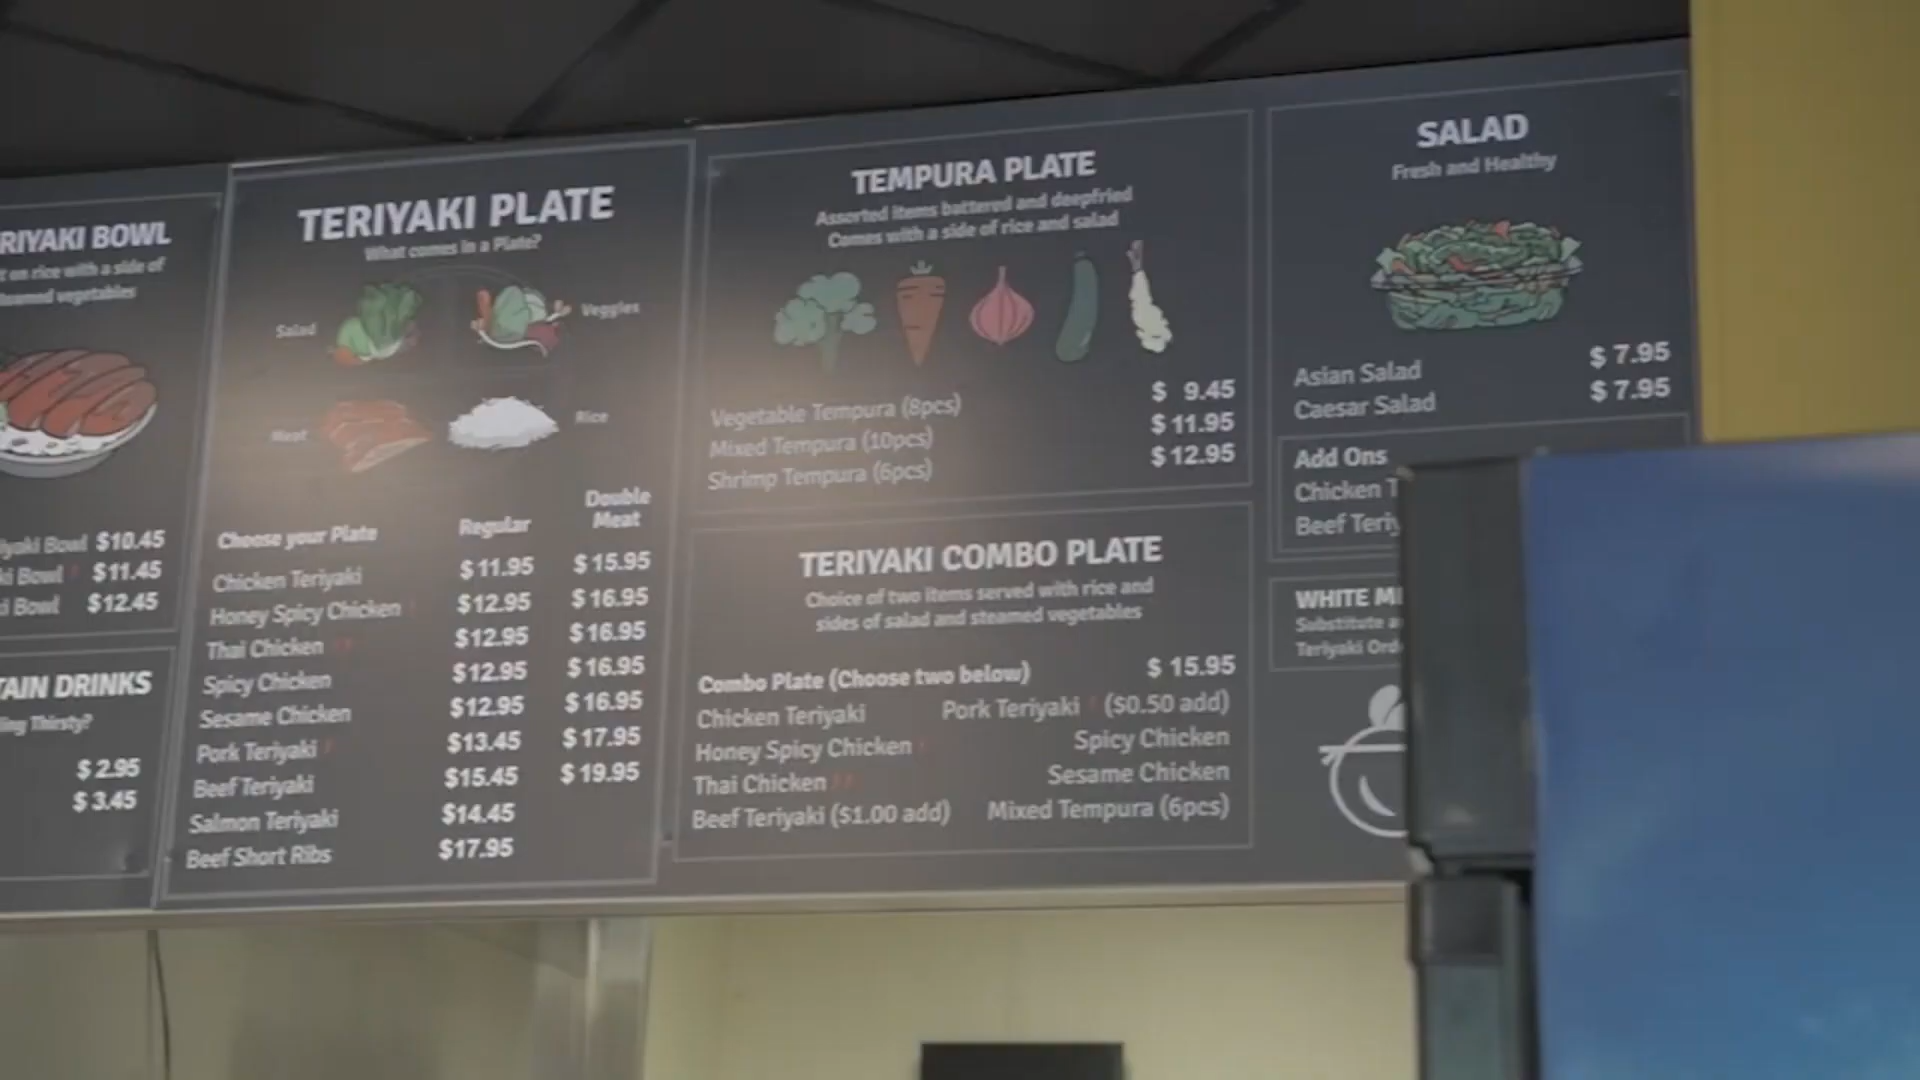 RIYAKI BOWL
t on rice with a side of
teamed vegetables
iyaki Bowl $10.45
ki Bowl $11.45
i Bowl $12.45
TAIN DRINKS
ling Thirsty?
$ 2.95
$ 3.45
TERIYAKI PLATE
What comes in a Plate?
Salad
Veggies
Meat
Rice
Choose your Plate Regular Double Meat
Chicken Teriyaki $ 11.95 $ 15.95
Honey Spicy Chicken $12.95 $ 16.95
Thai Chicken $12.95 $ 16.95
Spicy Chicken $12.95 $ 16.95
Sesame Chicken $12.95 $ 16.95
Pork Teriyaki $13.45 $ 17.95
Beef Teriyaki $15.45 $ 19.95
Salmon Teriyaki $14.45
Beef Short Ribs $17.95
TEMPURA PLATE
Assorted items battered and deepfried
Comes with a side of rice and salad
Vegetable Tempura (8pcs) $ 9.45
Mixed Tempura (10pcs) $ 11.95
Shrimp Tempura (6pcs) $ 12.95
TERIYAKI COMBO PLATE
Choice of two items served with rice and
sides of salad and steamed vegetables
Combo Plate (Choose two below) $ 15.95
Chicken Teriyaki Pork Teriyaki ($0.50 add)
Honey Spicy Chicken Spicy Chicken
Thai Chicken Sesame Chicken
Beef Teriyaki ($1.00 add) Mixed Tempura (6pcs)
SALAD
Fresh and Healthy
Asian Salad $ 7.95
Caesar Salad $ 7.95
Add Ons
Chicken T
Beef Teriy
WHITE M
Substitute a
Teriyaki Ord